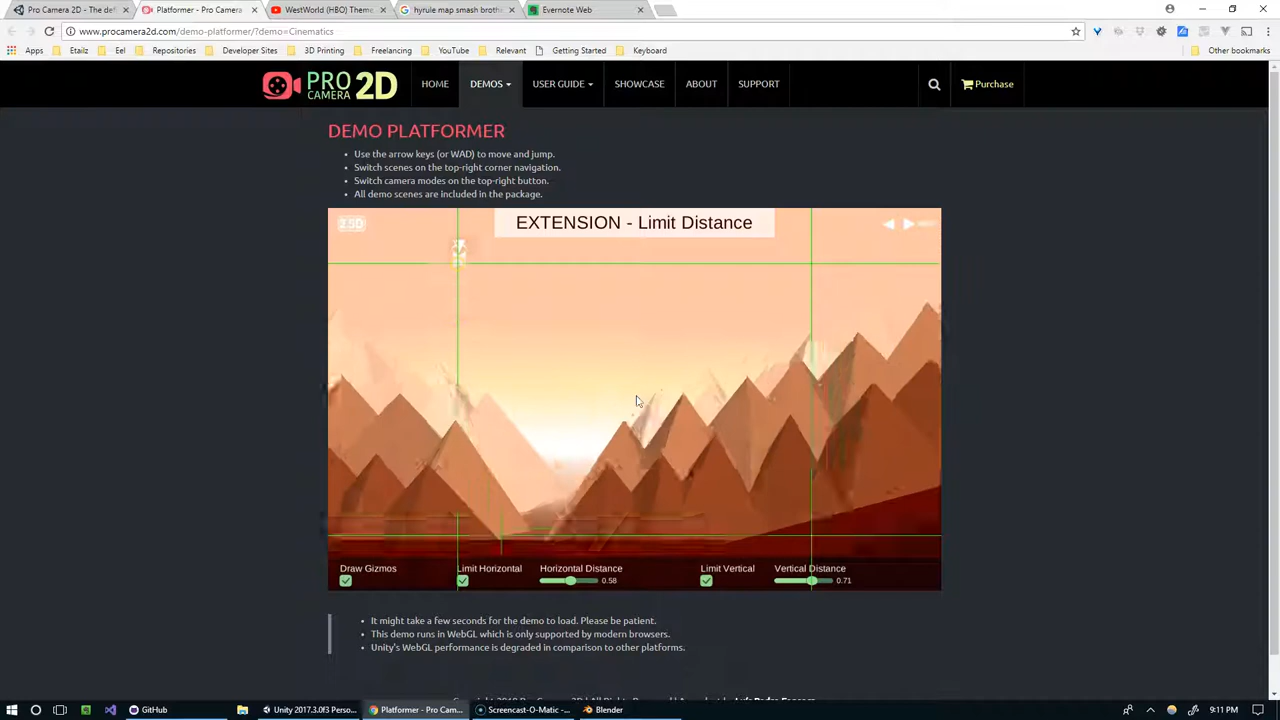 Pro Camera 2D - The def
Platformer - Pro Camera
WestWorld (HBO) Theme
hyrule map smash broth
Evernote Web
www.procamera2d.com/demo-platformer/?demo=Cinematics
Apps
Etailz
Eel
Repositories
Developer Sites
3D Printing
Freelancing
YouTube
Relevant
Getting Started
Keyboard
Other bookmarks
PRO CAMERA 2D
HOME
DEMOS
USER GUIDE
SHOWCASE
ABOUT
SUPPORT
Purchase
DEMO PLATFORMER
Use the arrow keys (or WAD) to move and jump.
Switch scenes on the top-right corner navigation.
Switch camera modes on the top-right button.
All demo scenes are included in the package.
2.5D
EXTENSION - Limit Distance
Draw Gizmos
Limit Horizontal
Horizontal Distance
0.58
Limit Vertical
Vertical Distance
0.71
It might take a few seconds for the demo to load. Please be patient.
This demo runs in WebGL which is only supported by modern browsers.
Unity's WebGL performance is degraded in comparison to other platforms.
GitHub
Unity 2017.3.0f3 Perso...
Platformer - Pro Cam...
Screencast-O-Matic - ...
Blender
9:11 PM